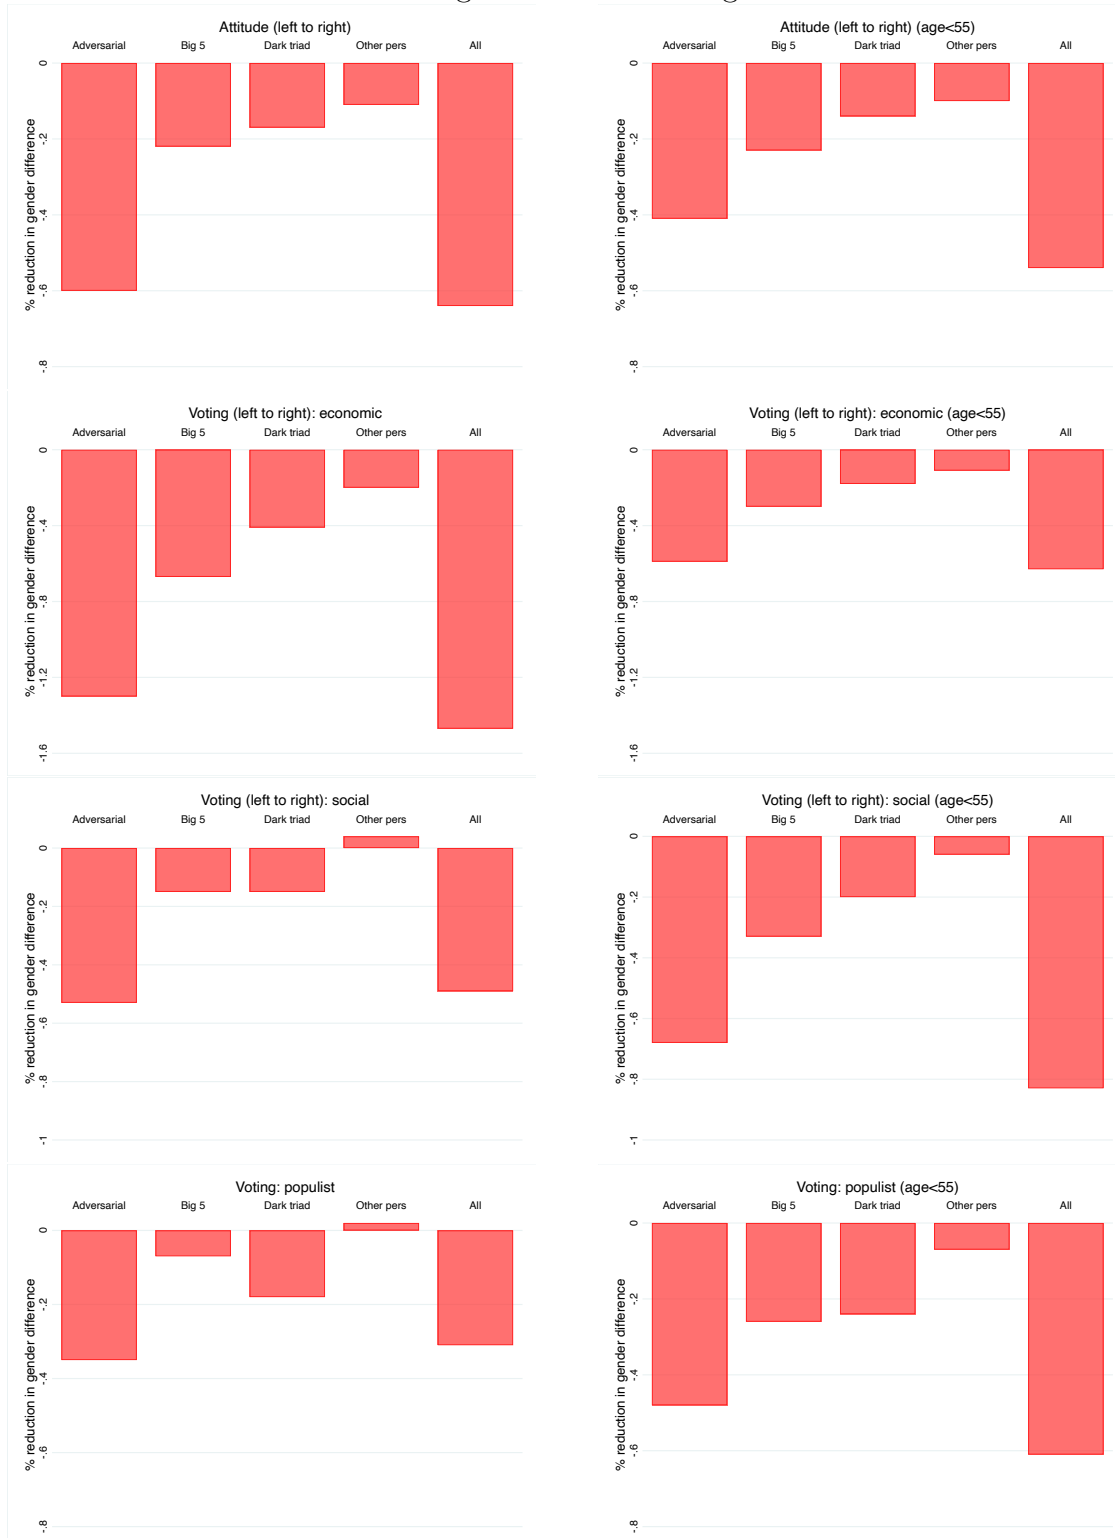 Attitude (left to right)
Adversarial Big 5 Dark triad Other pers All
% reduction in gender difference
0
-.2
-.4
-.6
-.8
Attitude (left to right) (age<55)
Adversarial Big 5 Dark triad Other pers All
% reduction in gender difference
0
-.2
-.4
-.6
-.8
Voting (left to right): economic
Adversarial Big 5 Dark triad Other pers All
% reduction in gender difference
0
-.4
-.8
-1.2
-1.6
Voting (left to right): economic (age<55)
Adversarial Big 5 Dark triad Other pers All
% reduction in gender difference
0
-.4
-.8
-1.2
-1.6
Voting (left to right): social
Adversarial Big 5 Dark triad Other pers All
% reduction in gender difference
0
-.2
-.4
-.6
-.8
-1
Voting (left to right): social (age<55)
Adversarial Big 5 Dark triad Other pers All
% reduction in gender difference
0
-.2
-.4
-.6
-.8
-1
Voting: populist
Adversarial Big 5 Dark triad Other pers All
% reduction in gender difference
0
-.2
-.4
-.6
-.8
Voting: populist (age<55)
Adversarial Big 5 Dark triad Other pers All
% reduction in gender difference
0
-.2
-.4
-.6
-.8